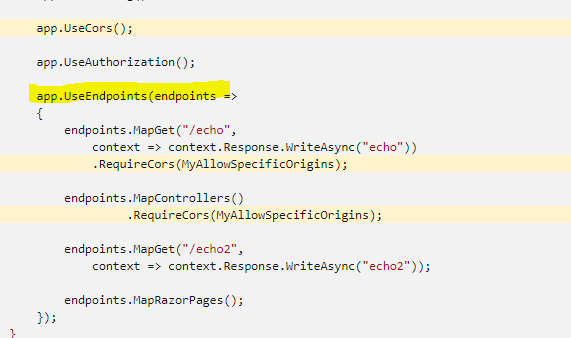 app.UseCors();
app.UseAuthorization();
app.UseEndpoints(endpoints =>
{
endpoints.MapGet("/echo",
context => context.Response.WriteAsync("echo"))
.RequireCors(MyAllowSpecificOrigins);
endpoints.MapControllers()
.RequireCors(MyAllowSpecificOrigins);
endpoints.MapGet("/echo2",
context => context.Response.WriteAsync("echo2"));
endpoints.MapRazorPages();
});
}